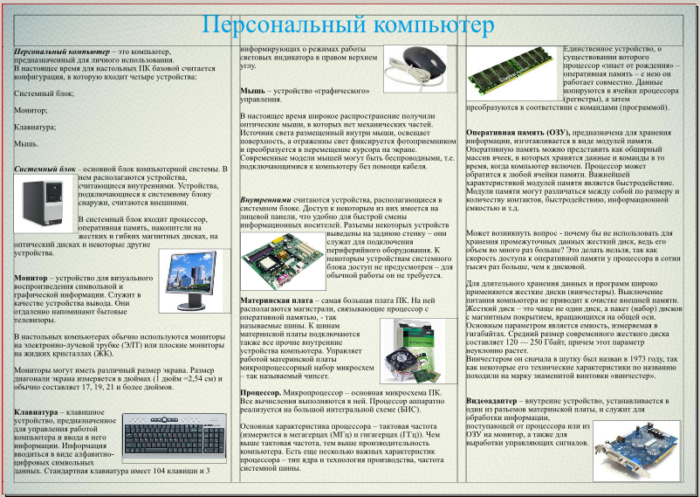 Персональный компьютер
Персональный компьютер – это компьютер,
предназначенный для личного использования.
В настоящее время для настольных ПК базовой считается
конфигурация, в которую входит четыре устройства:
Системный блок;
Монитор;
Клавиатура;
Мышь.
Системный блок – основной блок компьютерной системы. В
нем располагаются устройства,
считающиеся внутренними. Устройства,
подключающиеся к системному блоку
снаружи, считаются внешними.
В системный блок входит процессор,
оперативная память, накопители на
жестких и гибких магнитных дисках, на
оптический дисках и некоторые другие
устройства.
Монитор – устройство для визуального
воспроизведения символьной и
графической информации. Служит в
качестве устройства вывода. Они
отдаленно напоминают бытовые
телевизоры.
В настольных компьютерах обычно используются мониторы
на электронно-лучевой трубке (ЭЛТ) или плоские мониторы
на жидких кристаллах (ЖК).
Мониторы могут иметь различный размер экрана. Размер
диагонали экрана измеряется в дюймах (1 дюйм =2,54 см) и
обычно составляет 17, 19, 21 и более дюймов.
Клавиатура – клавишное
устройство, предназначенное
для управления работой
компьютера и ввода в него
информации. Информация
вводиться в виде алфавитно-
цифровых символьных
данных. Стандартная клавиатура имеет 104 клавиши и 3
информирующих о режимах работы
световых индикатора в правом верхнем
углу.
Мышь – устройство «графического»
управления.
В настоящее время широкое распространение получили
оптические мыши, в которых нет механических частей.
Источник света размещенный внутри мыши, освещает
поверхность, а отраженны свет фиксируется фотоприемником
и преобразуется в перемещение курсора на экране.
Современные модели мышей могут быть беспроводными, т.е.
подключающимися к компьютеру без помощи кабеля.
Внутренними считаются устройства, располагающиеся в
системном блоке. Доступ к некоторым из них имеется на
лицевой панели, что удобно для быстрой смены
информационных носителей. Разъемы некоторых устройств
выведены на заднюю стенку – они
служат для подключения
периферийного оборудования. К
некоторым устройствам системного
блока доступ не предусмотрен – для
обычной работы он не требуется.
Материнская плата – самая большая плата ПК. На ней
располагаются магистрали, связывающие процессор с
оперативной памятью, - так
называемые шины. К шинам
материнской платы подключаются
также все прочие внутренние
устройства компьютера. Управляет
работой материнской платы
микропроцессорный набор микросхем
– так называемый чипсет.
Процессор. Микропроцессор – основная микросхема ПК.
Все вычисления выполняются в ней. Процессор аппаратно
реализуется на большой интегральной схеме (БИС).
Основная характеристика процессора – тактовая частота
(измеряется в мегагерцах (МГц) и гигагерцах (ГГц)). Чем
выше тактовая частота, тем выше производительность
компьютера. Есть еще несколько важных характеристик
процессора – тип ядра и технология производства, частота
системной шины.
Единственное устройство, о
существовании которого
процессор «знает от рождения» –
оперативная память – с нею он
работает совместно. Данные
копируются в ячейки процессора
(регистры), а затем
преобразуются в соответствии с командами (программой).
Оперативная память (ОЗУ), предназначена для хранения
информации, изготавливается в виде модулей памяти.
Оперативную память можно представить как обширный
массив ячеек, в которых хранятся данные и команды в то
время, когда компьютер включен. Процессор может
обратится к любой ячейки памяти. Важнейшей
характеристикой модулей памяти является быстродействие.
Модули памяти могут различаться между собой по размеру и
количеству контактов, быстродействию, информационной
емкостью и т.д.
Может возникнуть вопрос - почему бы не использовать для
хранения промежуточных данных жесткий диск, ведь его
объем во много раз больше? Это делать нельзя, так как
скорость доступа к оперативной памяти у процессора в сотни
тысяч раз больше, чем к дисковой.
Для длительного хранения данных и программ широко
применяются жесткие диски (винчестеры). Выключение
питания компьютера не приводит к очистке внешней памяти.
Жесткий диск – это чаще не один диск, а пакет (набор) дисков
с магнитным покрытием, вращающихся на общей оси.
Основным параметром является емкость, измеряемая в
гигабайтах. Средний размер современного жесткого диска
составляет 120 — 250 Гбайт, причем этот параметр
неуклонно растет.
Винчестером он сначала в шутку был назван в 1973 году, так
как некоторые его технические характеристики по названию
походили на марку знаменитой винтовки «винчестер».
Видеоадаптер – внутренне устройство, устанавливается в
один из разъемов материнской платы, и служит для
обработки информации,
поступающей от процессора или из
ОЗУ на монитор, а также для
выработки управляющих сигналов.